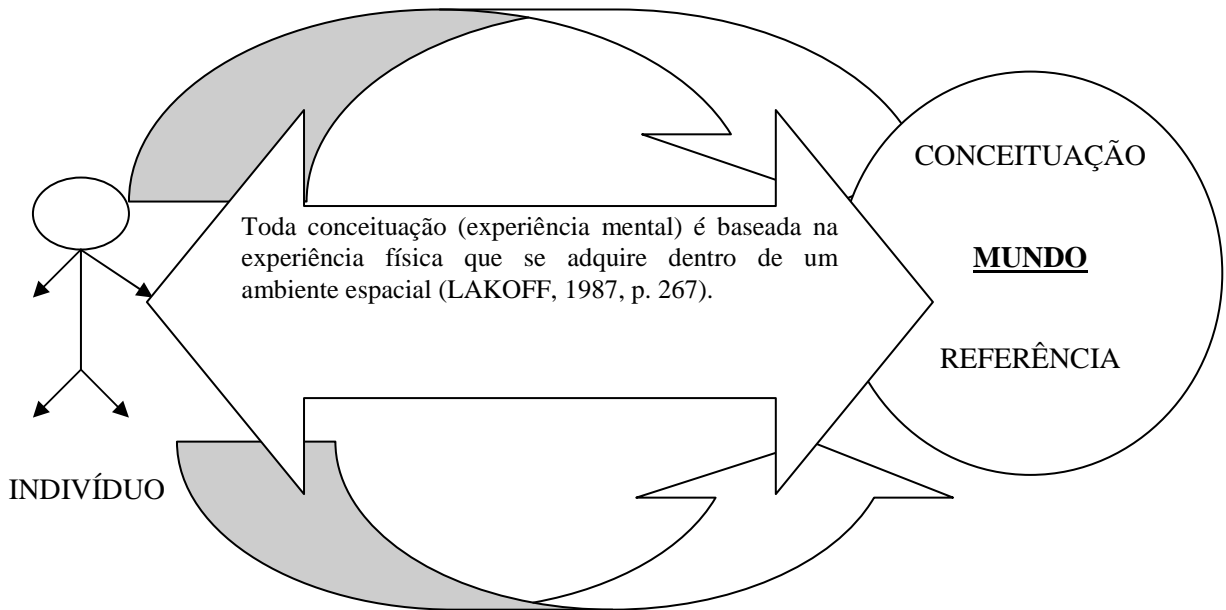 CONCEITUAÇÃO
Toda conceituação (experiência mental) é baseada na
experiência física que se adquire dentro de um
ambiente espacial (LAKOFF, 1987, p. 267).
MUNDO
REFERÊNCIA
INDIVÍDUO